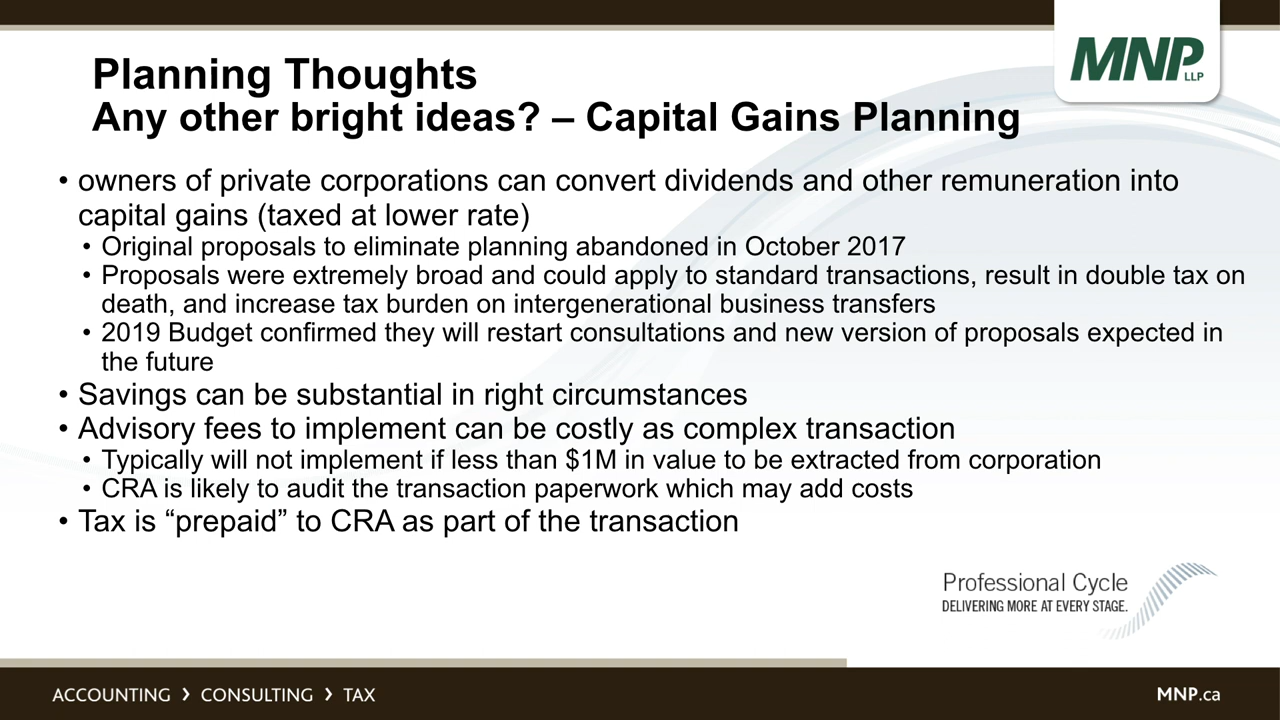 MNP
LLP
Planning Thoughts
Any other bright ideas? – Capital Gains Planning
• owners of private corporations can convert dividends and other remuneration into
capital gains (taxed at lower rate)
• Original proposals to eliminate planning abandoned in October 2017
• Proposals were extremely broad and could apply to standard transactions, result in double tax on
death, and increase tax burden on intergenerational business transfers
• 2019 Budget confirmed they will restart consultations and new version of proposals expected in
the future
• Savings can be substantial in right circumstances
• Advisory fees to implement can be costly as complex transaction
• Typically will not implement if less than $1M in value to be extracted from corporation
• CRA is likely to audit the transaction paperwork which may add costs
• Tax is “prepaid” to CRA as part of the transaction
Professional Cycle
DELIVERING MORE AT EVERY STAGE.
ACCOUNTING › CONSULTING › TAX
MNP.ca